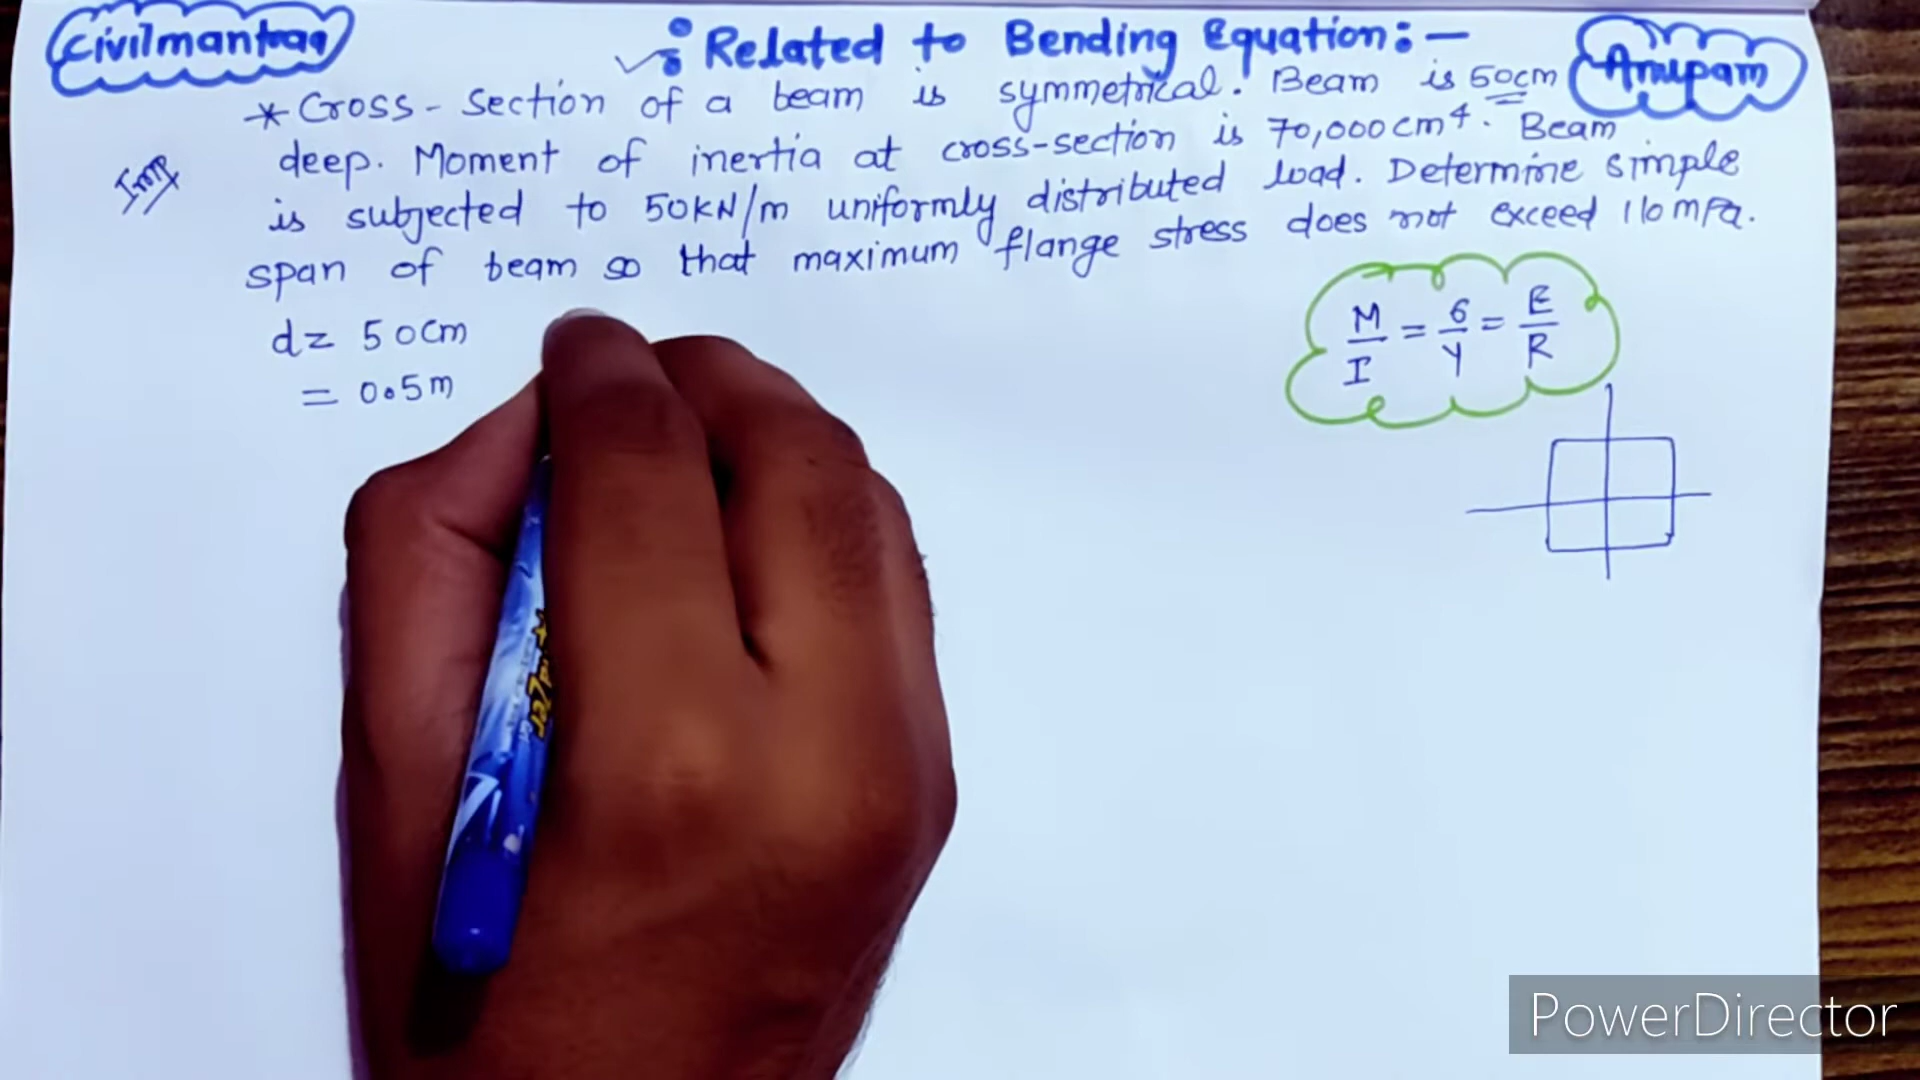 Civilmantraa
Related to Bending Equation:-
Anupam
* Cross-section of a beam is symmetrical. Beam is 50cm
deep. Moment of inertia at cross-section is 70,000cm⁴. Beam
Imp
is subjected to 50kN/m uniformly distributed load. Determine simple
span of beam so that maximum flange stress does not exceed 110 MPa.
d = 50cm
= 0.5m
M/I = σ/Y = E/R
PowerDirector